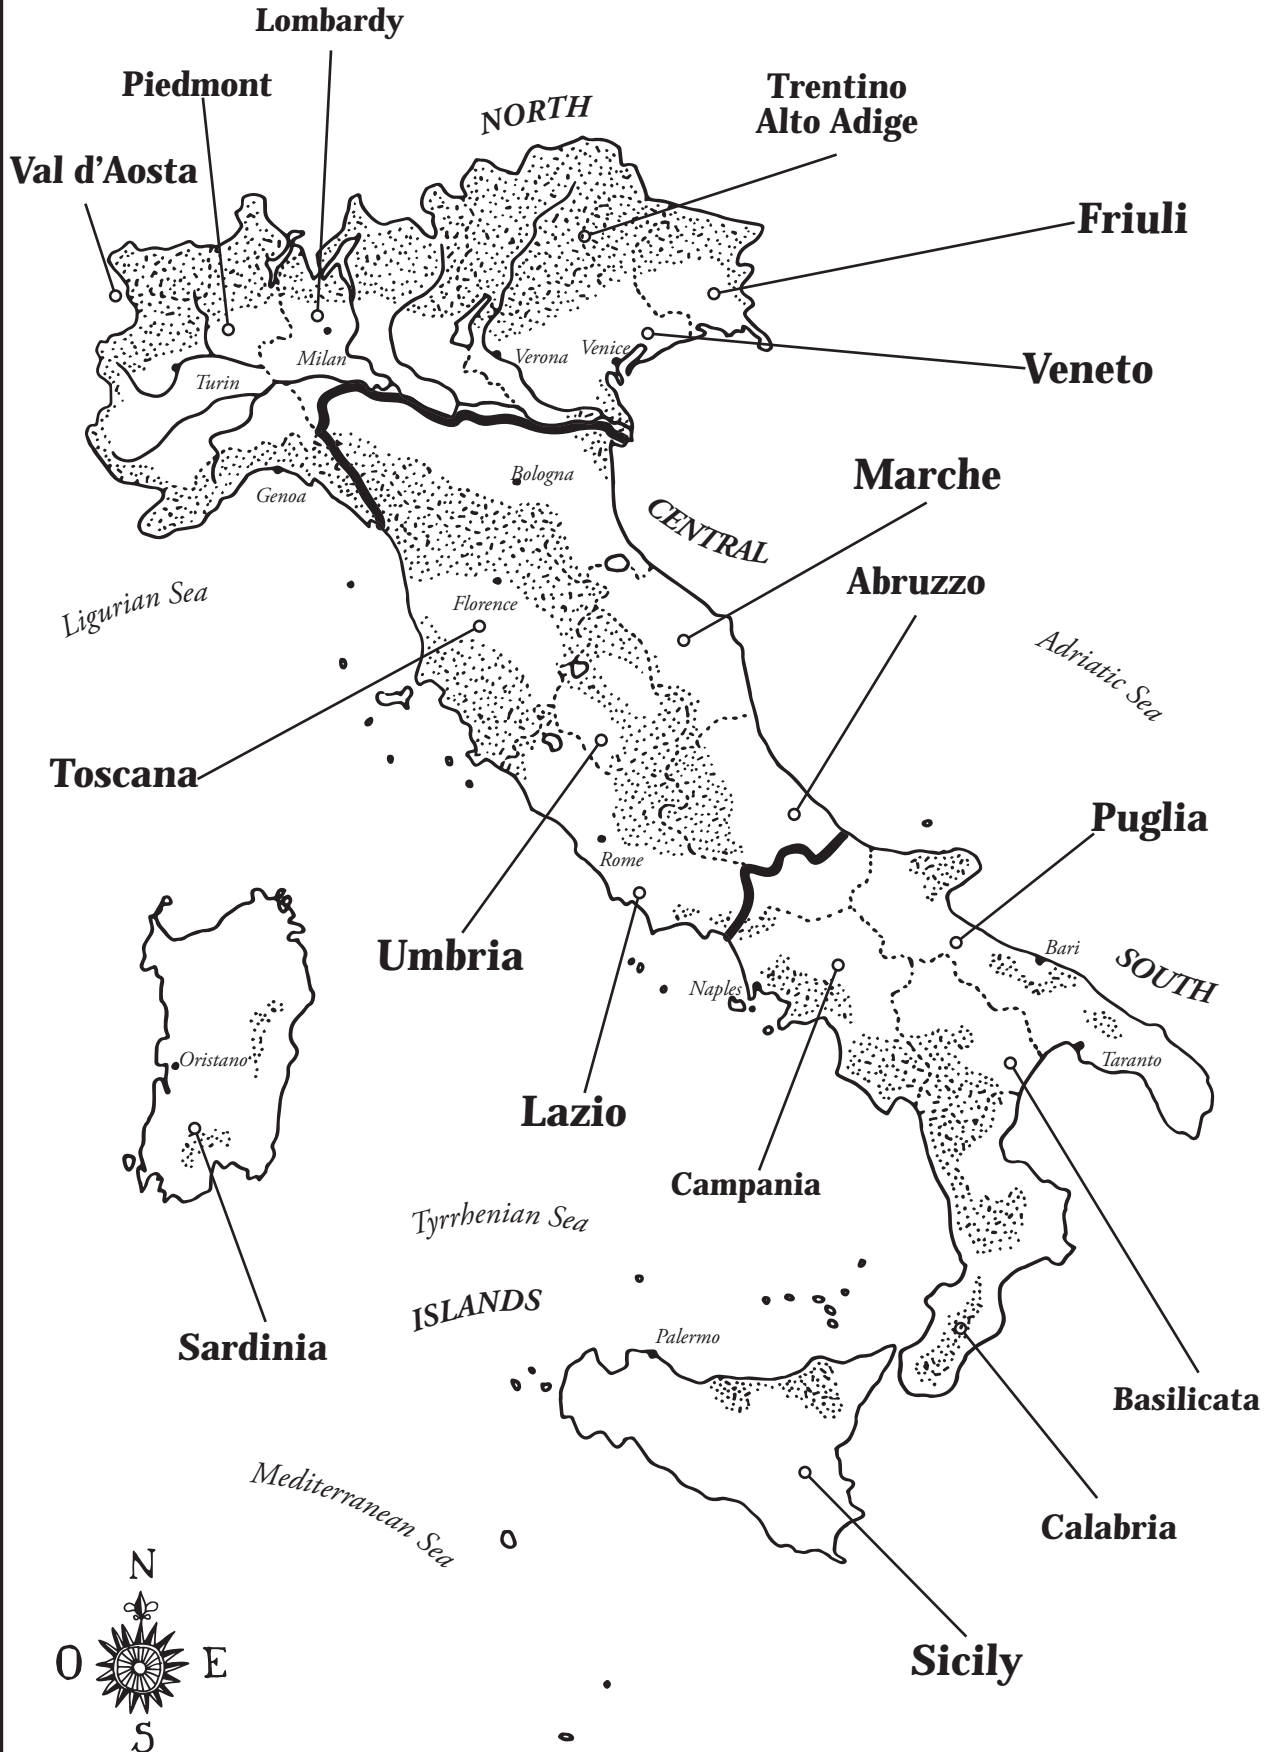 Lombardy
Piedmont
NORTH
Trentino
Alto Adige
Val d’Aosta
Friuli
Milan
Verona
Venice
Turin
Veneto
Bologna
Marche
Genoa
CENTRAL
Abruzzo
Ligurian Sea
Florence
Adriatic Sea
Toscana
Puglia
Rome
Umbria
Bari
SOUTH
Naples
Oristano
Taranto
Lazio
Campania
Tyrrhenian Sea
ISLANDS
Sardinia
Palermo
Basilicata
Mediterranean Sea
Calabria
N
O
E
Sicily
S